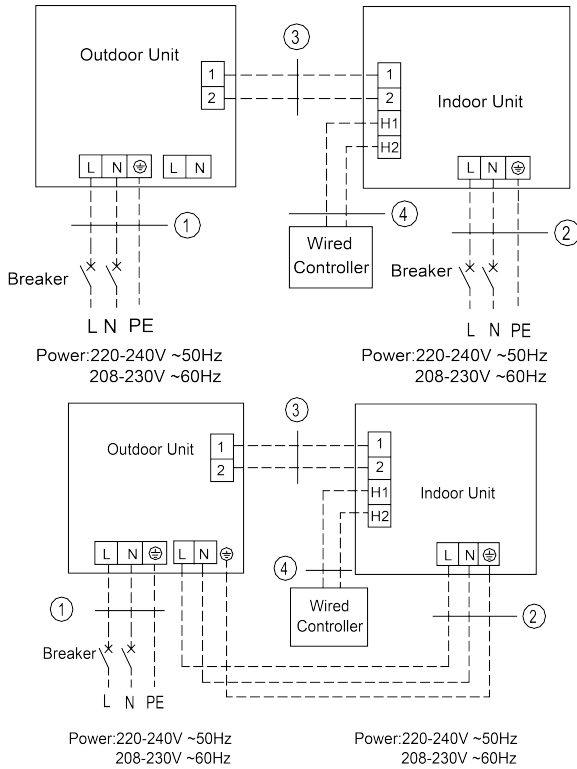 Outdoor Unit
1
2
③
1
2
H1
H2
Indoor Unit
L N ⏚ L N
L N ⏚
①
④
②
Wired
Controller
Breaker
Breaker
L N PE
L N PE
Power:220-240V ~50Hz
208-230V ~60Hz
Power:220-240V ~50Hz
208-230V ~60Hz
Outdoor Unit
1
2
③
1
2
H1
H2
Indoor Unit
L N ⏚ L N ⏚
L N ⏚
④
①
②
Wired
Controller
Breaker
L N PE
Power:220-240V ~50Hz
208-230V ~60Hz
Power:220-240V ~50Hz
208-230V ~60Hz